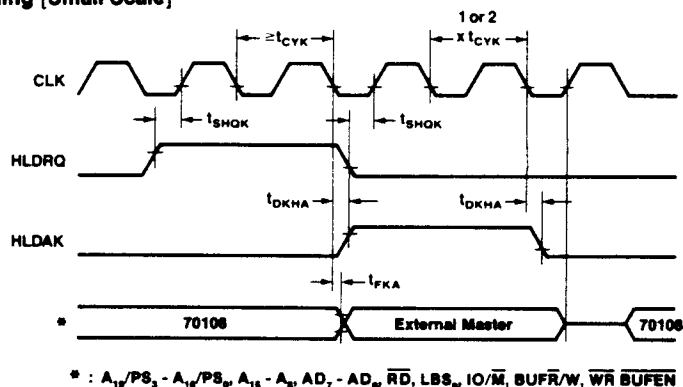 [Small Scale]
1 or 2
≥tCYK
x tCYK
CLK
tSHQK
tSHQK
HLDRQ
tDKHA
tDKHA
HLDAK
tFKA
*
70108
External Master
70108
* : A19/PS3 - A16/PS0, A15 - A8, AD7 - AD0, RD, LBS0, IO/M, BUFR/W, WR BUFEN